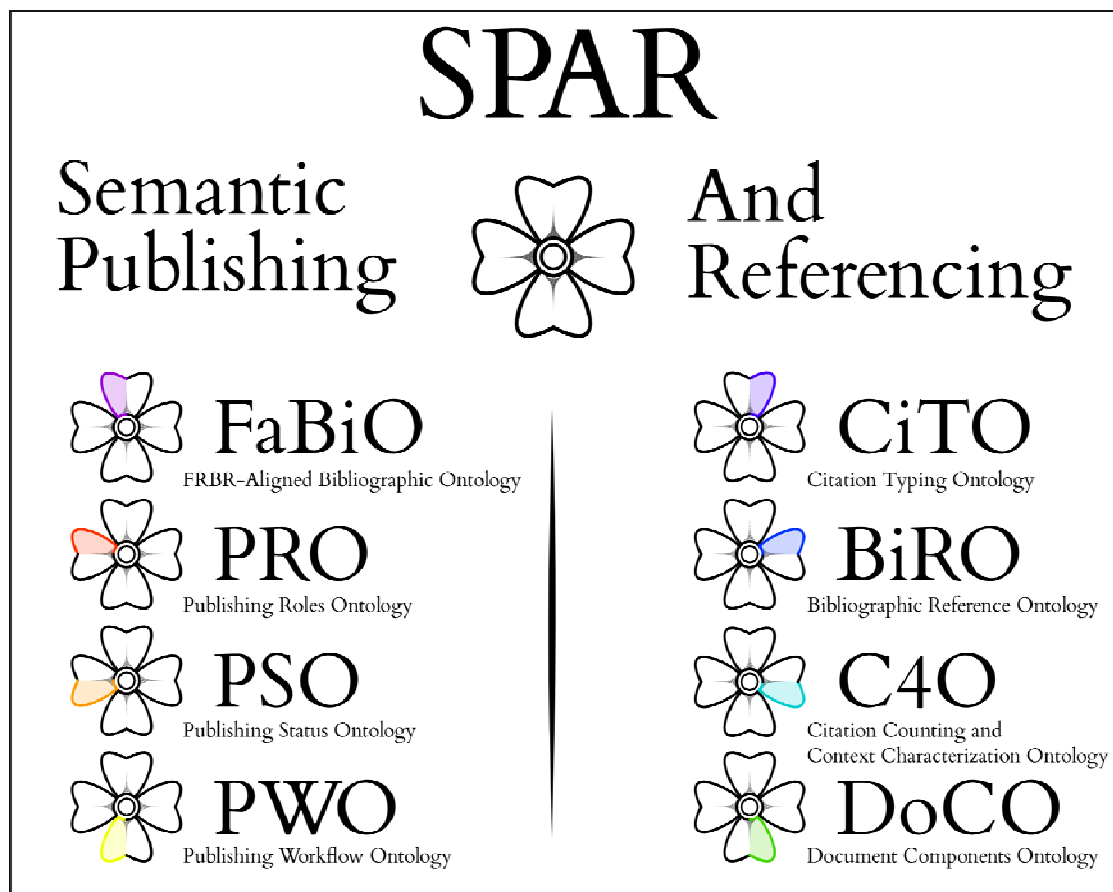 SPAR
Semantic
Publishing
And
Referencing
FaBiO
FRBR-Aligned Bibliographic Ontology
PRO
Publishing Roles Ontology
PSO
Publishing Status Ontology
PWO
Publishing Workflow Ontology
CiTO
Citation Typing Ontology
BiRO
Bibliographic Reference Ontology
C4O
Citation Counting and
Context Characterization Ontology
DoCO
Document Components Ontology